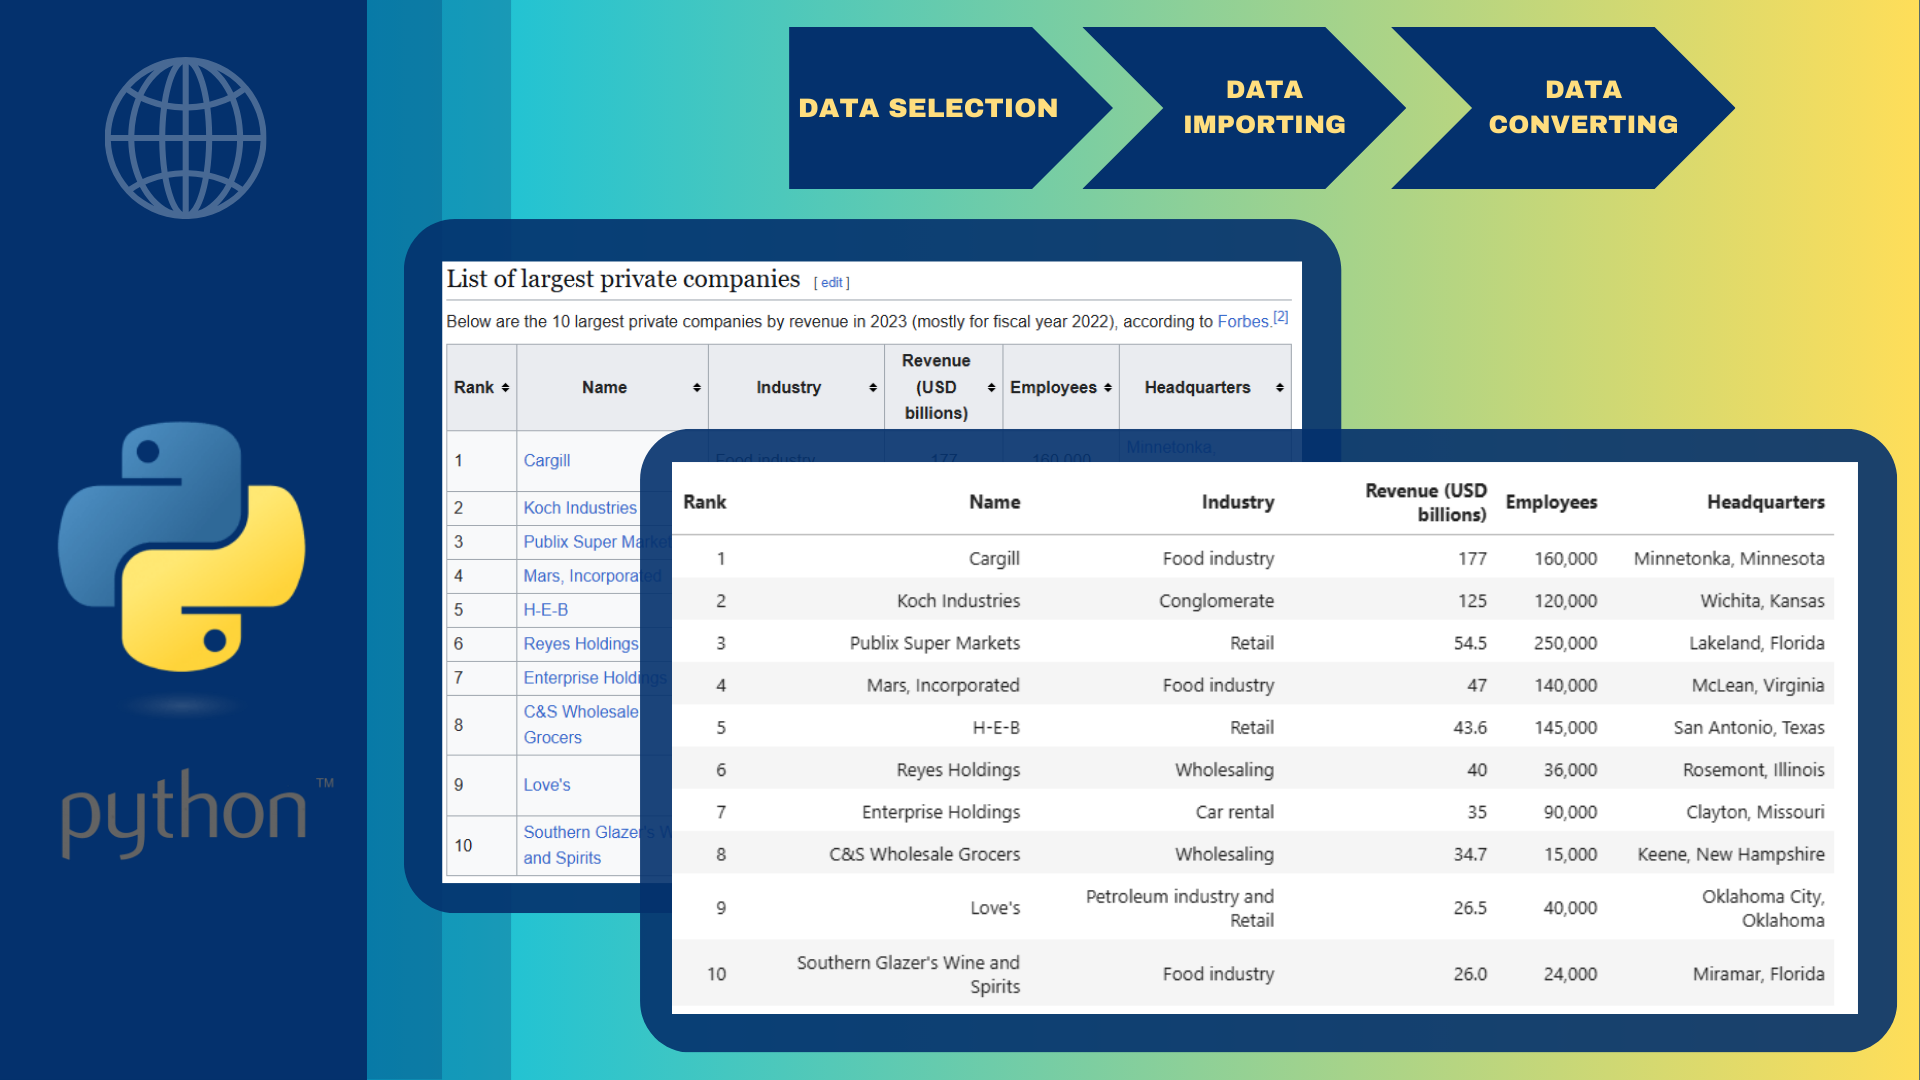 DATA SELECTION
DATA
IMPORTING
DATA
CONVERTING
python
TM
List of largest private companies [ edit ]
Below are the 10 largest private companies by revenue in 2023 (mostly for fiscal year 2022), according to Forbes.[2]
Rank Name Industry Revenue (USD billions) Employees Headquarters
1 Cargill Food industry 177 160,000 Minnetonka,
2 Koch Industries
3 Publix Super Market
4 Mars, Incorporated
5 H-E-B
6 Reyes Holdings
7 Enterprise Holdings
8 C&S Wholesale
Grocers
9 Love's
10 Southern Glazer's W
and Spirits
Rank Name Industry Revenue (USD billions) Employees Headquarters
1 Cargill Food industry 177 160,000 Minnetonka, Minnesota
2 Koch Industries Conglomerate 125 120,000 Wichita, Kansas
3 Publix Super Markets Retail 54.5 250,000 Lakeland, Florida
4 Mars, Incorporated Food industry 47 140,000 McLean, Virginia
5 H-E-B Retail 43.6 145,000 San Antonio, Texas
6 Reyes Holdings Wholesaling 40 36,000 Rosemont, Illinois
7 Enterprise Holdings Car rental 35 90,000 Clayton, Missouri
8 C&S Wholesale Grocers Wholesaling 34.7 15,000 Keene, New Hampshire
9 Love's Petroleum industry and Retail 26.5 40,000 Oklahoma City, Oklahoma
10 Southern Glazer's Wine and Spirits Food industry 26.0 24,000 Miramar, Florida